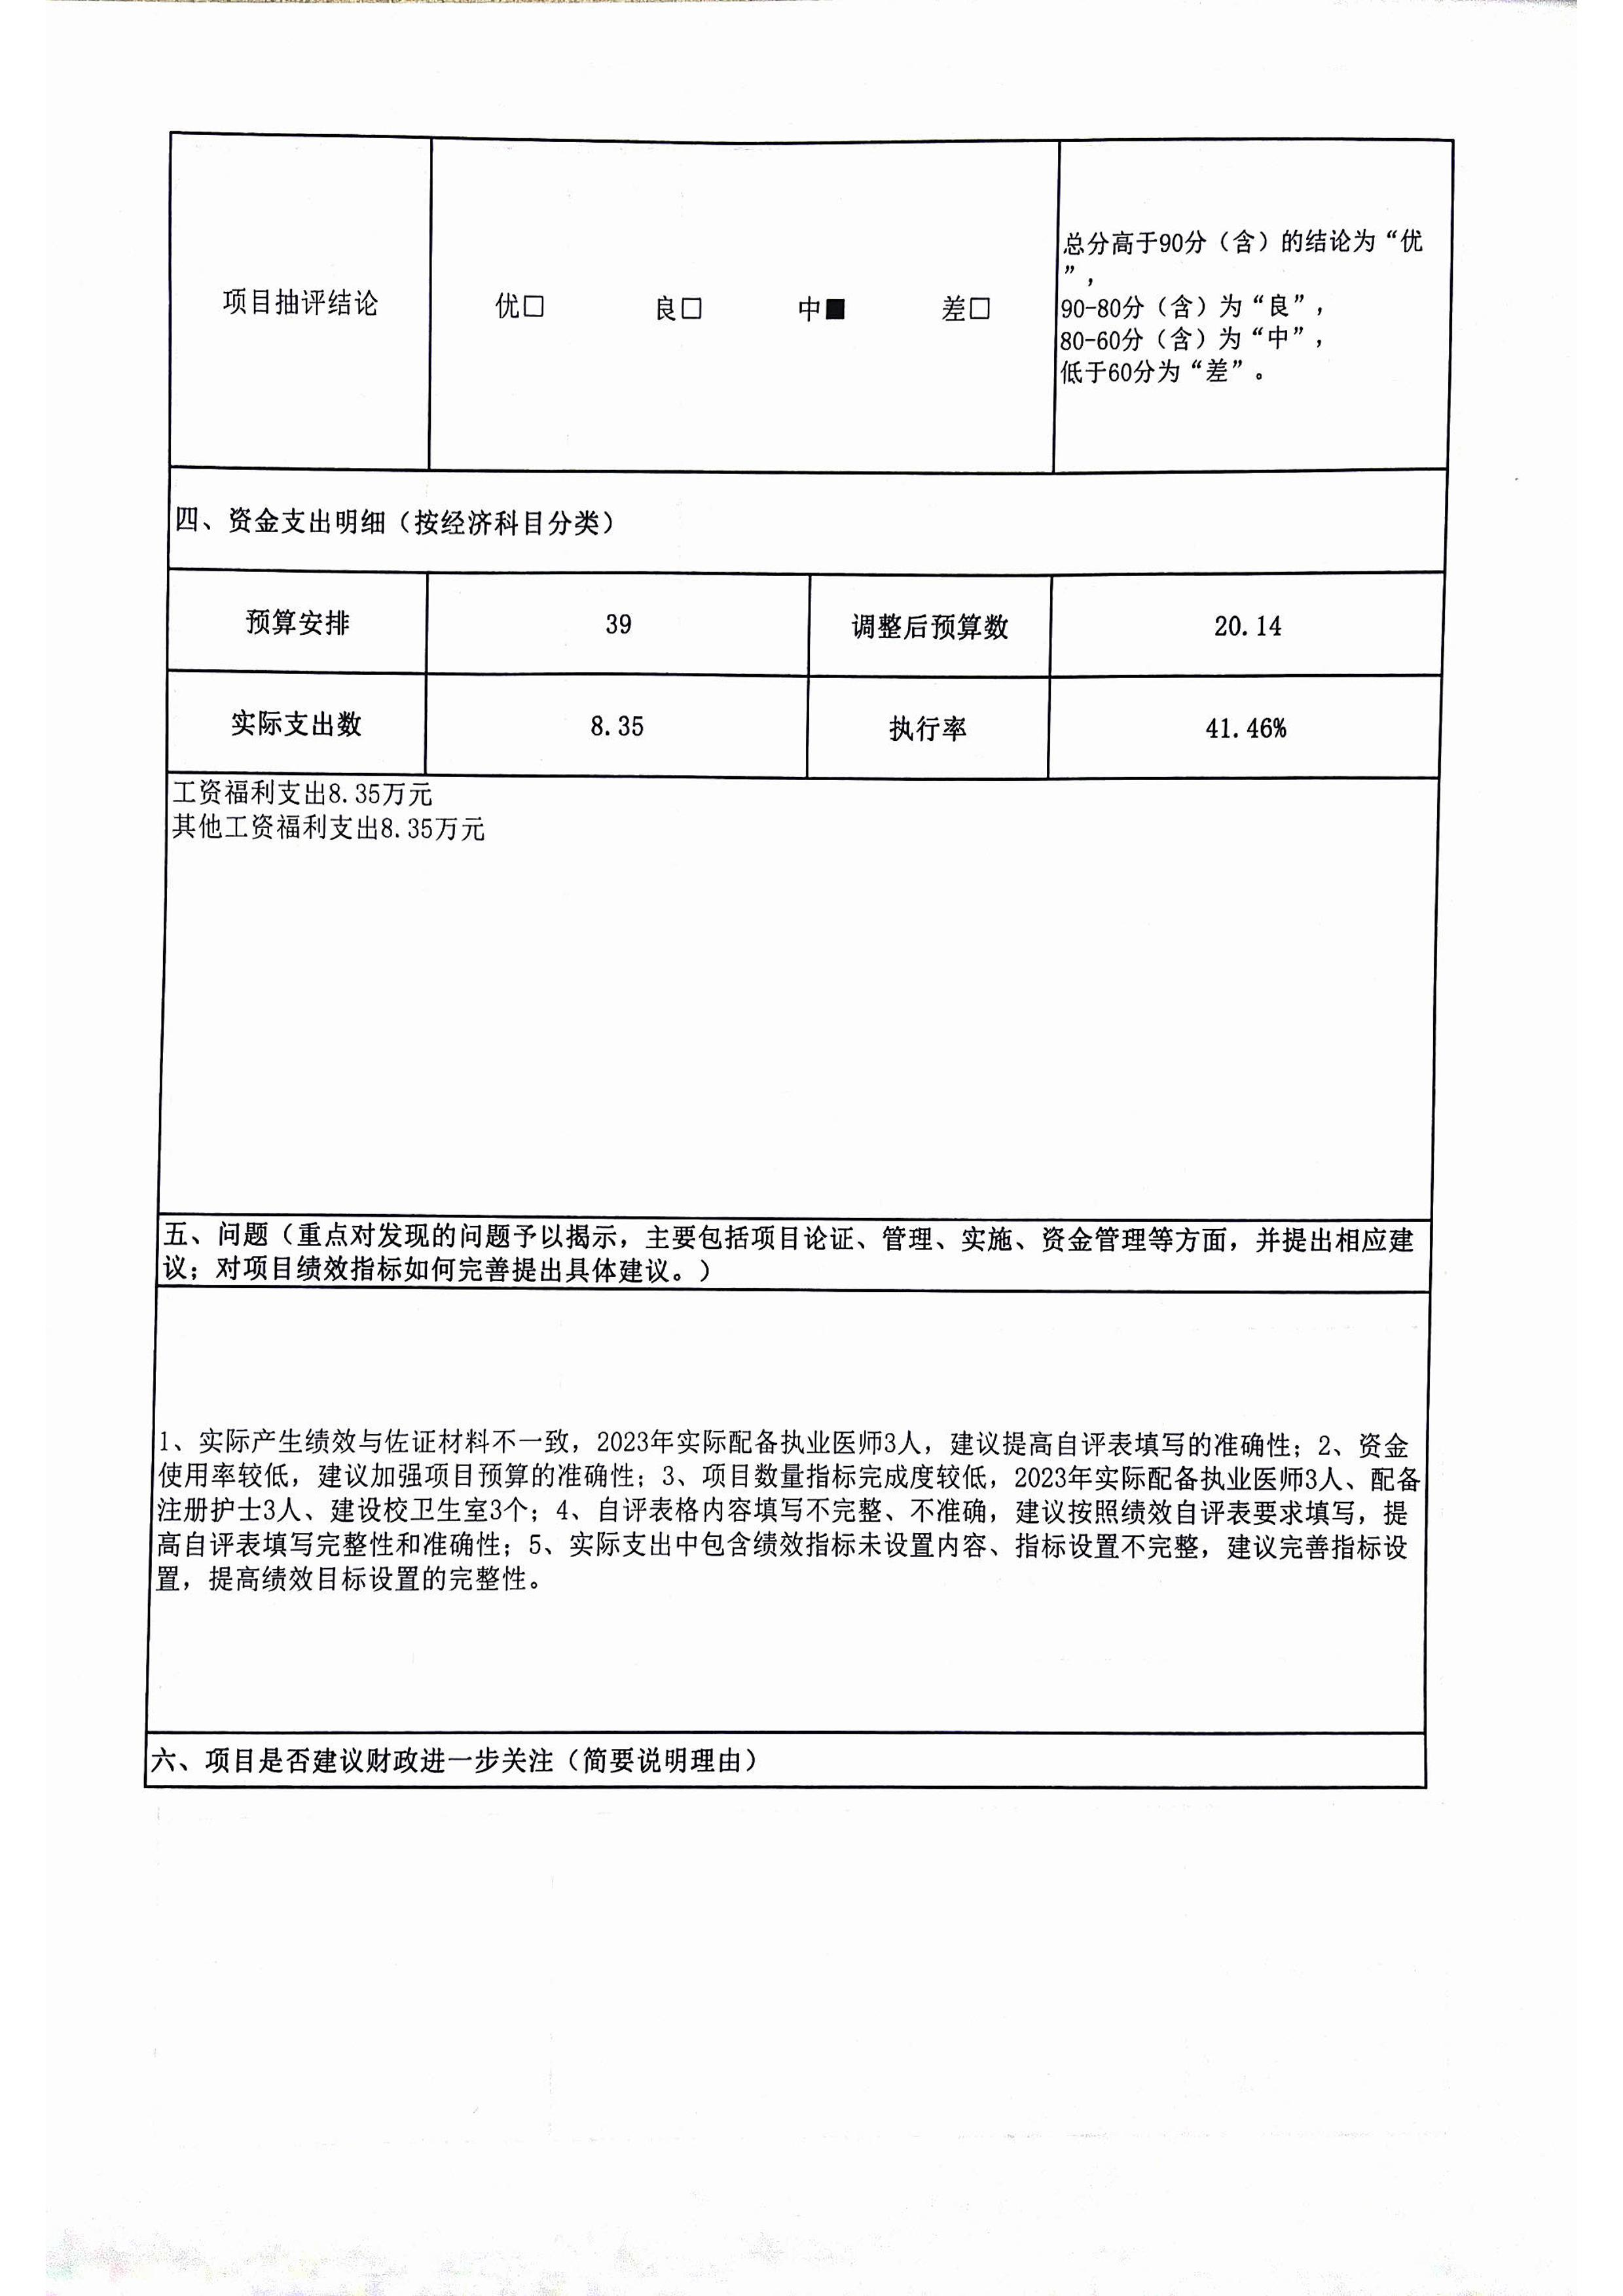 项目抽评结论
优□ 良□ 中■ 差□
总分高于90分（含）的结论为“优
”，
90-80分（含）为“良”，
80-60分（含）为“中”，
低于60分为“差”。
四、资金支出明细（按经济科目分类）
预算安排 39 调整后预算数 20.14
实际支出数 8.35 执行率 41.46%
工资福利支出8.35万元
其他工资福利支出8.35万元
五、问题（重点对发现的问题予以揭示，主要包括项目论证、管理、实施、资金管理等方面，并提出相应建
议；对项目绩效指标如何完善提出具体建议。）
1、实际产生绩效与佐证材料不一致，2023年实际配备执业医师3人，建议提高自评表填写的准确性；2、资金
使用率较低，建议加强项目预算的准确性；3、项目数量指标完成度较低，2023年实际配备执业医师3人、配备
注册护士3人、建设校卫生室3个；4、自评表格内容填写不完整、不准确，建议按照绩效自评表要求填写，提
高自评表填写完整性和准确性；5、实际支出中包含绩效指标未设置内容、指标设置不完整，建议完善指标设
置，提高绩效目标设置的完整性。
六、项目是否建议财政进一步关注（简要说明理由）